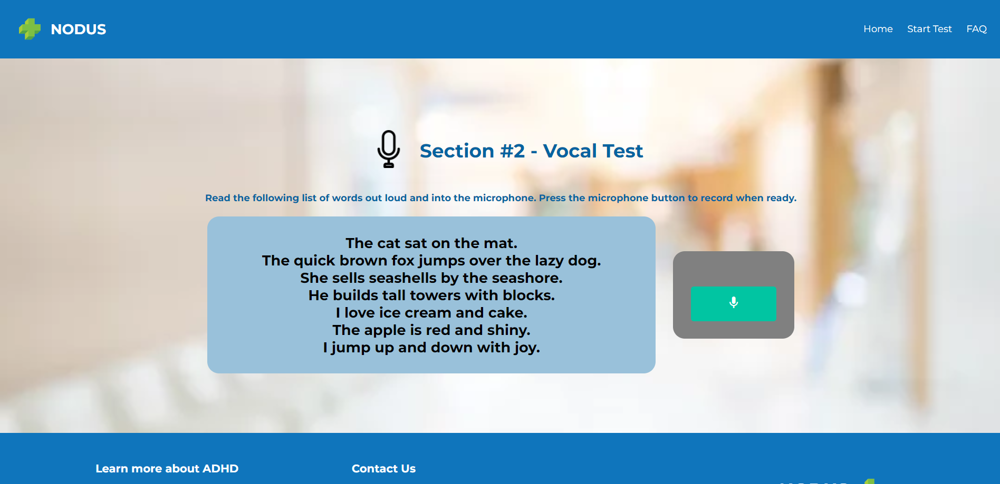 NODUS
Home
Start Test
FAQ
Section #2 - Vocal Test
Read the following list of words out loud and into the microphone. Press the microphone button to record when ready.
The cat sat on the mat.
The quick brown fox jumps over the lazy dog.
She sells seashells by the seashore.
He builds tall towers with blocks.
I love ice cream and cake.
The apple is red and shiny.
I jump up and down with joy.
Learn more about ADHD
Contact Us